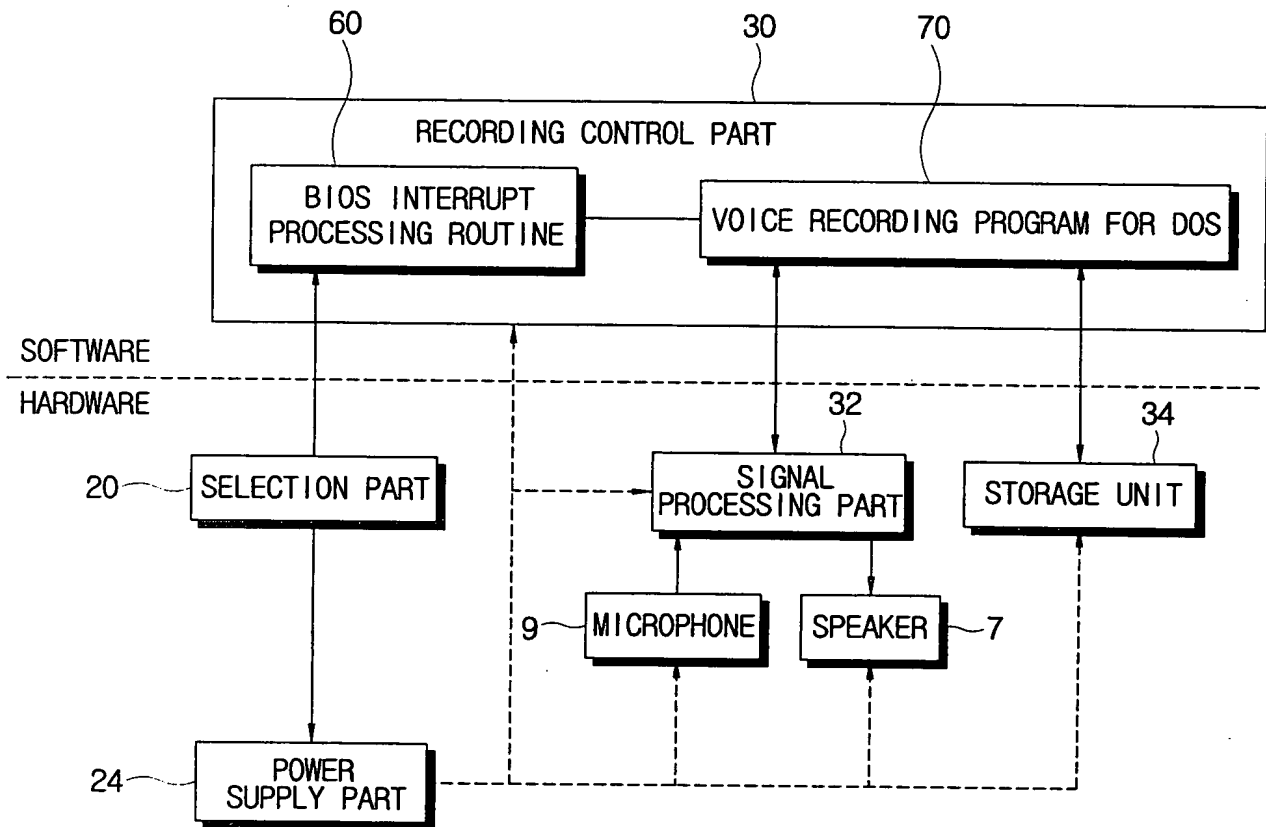 60
30
70
RECORDING CONTROL PART
BIOS INTERRUPT
PROCESSING ROUTINE
VOICE RECORDING PROGRAM FOR DOS
SOFTWARE
HARDWARE
32
34
20
SELECTION PART
SIGNAL
PROCESSING PART
STORAGE UNIT
9
MICROPHONE
SPEAKER
7
24
POWER
SUPPLY PART